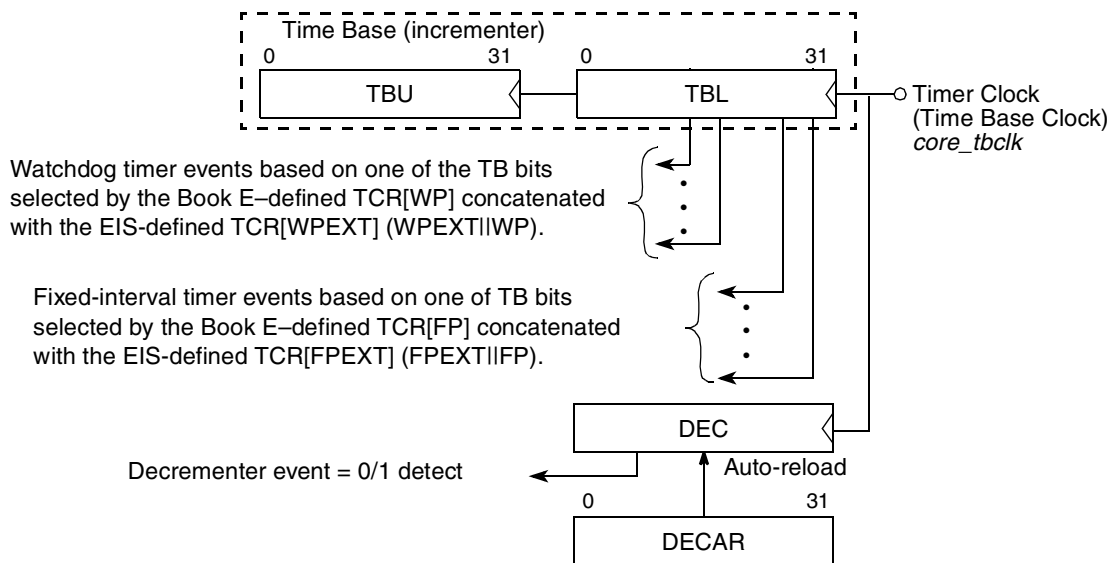 Time Base (incrementer)
0 31 0 31
TBU TBL
Timer Clock
(Time Base Clock)
core_tbclk
Watchdog timer events based on one of the TB bits
selected by the Book E–defined TCR[WP] concatenated
with the EIS-defined TCR[WPEXT] (WPEXT||WP).
Fixed-interval timer events based on one of TB bits
selected by the Book E–defined TCR[FP] concatenated
with the EIS-defined TCR[FPEXT] (FPEXT||FP).
DEC
Decrementer event = 0/1 detect
Auto-reload
0 31
DECAR